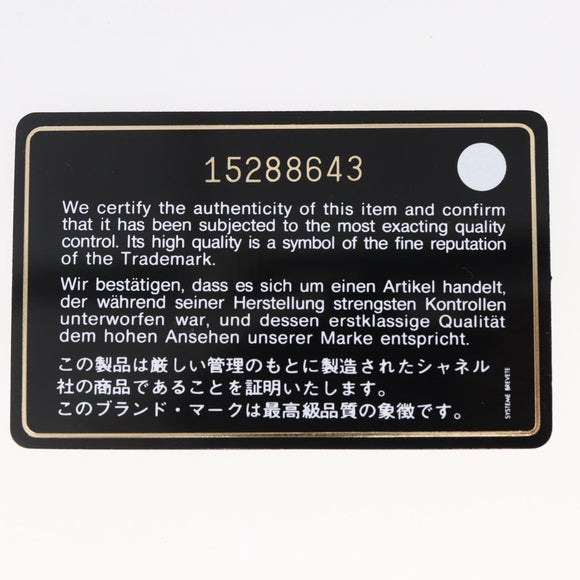 15288643
We certify the authenticity of this item and confirm
that it has been subjected to the most exacting quality
control. Its high quality is a symbol of the fine reputation
of the Trademark.
Wir bestätigen, dass es sich um einen Artikel handelt,
der während seiner Herstellung strengsten Kontrollen
unterworfen war, und dessen erstklassige Qualität
dem hohen Ansehen unserer Marke entspricht.
この製品は厳しい管理のもとに製造されたシャネル
社の商品であることを証明いたします。
このブランド・マークは最高級品質の象徴です。
SYSTEME BREVETE